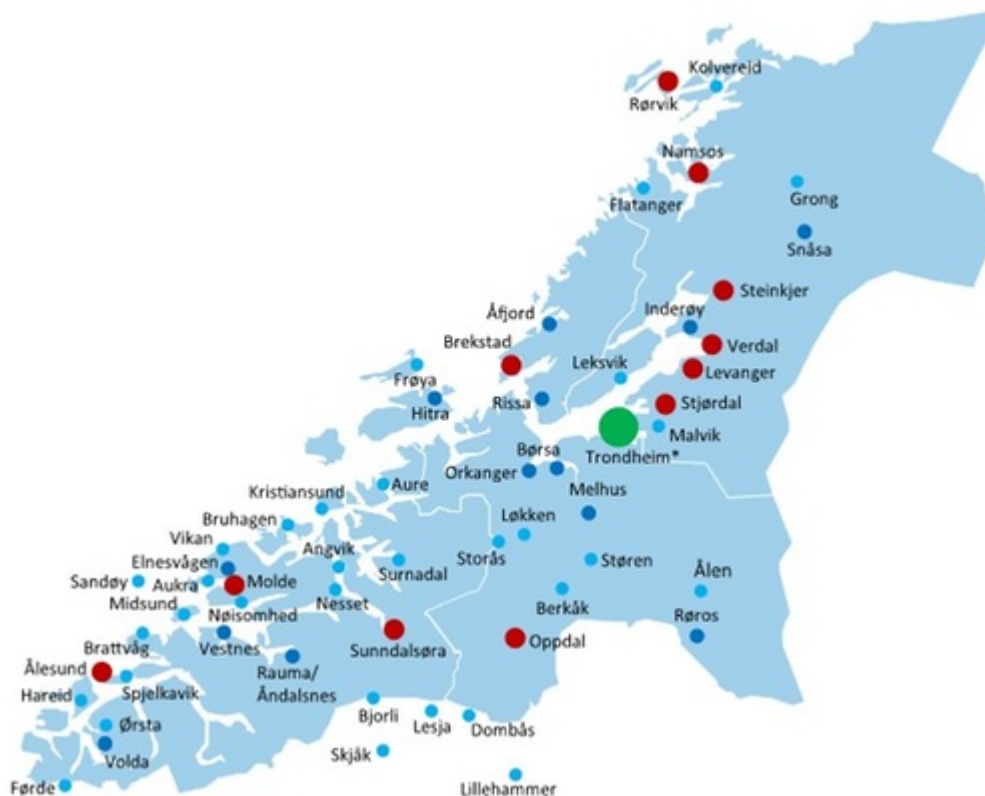 Kolvereid
Rørvik
Namsos
Flatanger
Grong
Snåsa
Steinkjer
Inderøy
Åfjord
Verdal
Brekstad
Leksvik
Levanger
Frøya
Hitra
Rissa
Stjørdal
Malvik
Trondheim*
Børsa
Orkanger
Melhus
Aure
Kristiansund
Bruhagen
Løkken
Vikan
Angvik
Storås
Støren
Elnesvågen
Surnadal
Ålen
Sandøy
Aukra
Molde
Midsund
Nøisomhed
Nesset
Berkåk
Røros
Brattvåg
Vestnes
Sunndalsøra
Oppdal
Ålesund
Rauma/
Åndalsnes
Spjelkavik
Hareid
Bjorli
Lesja
Dombås
Ørsta
Volda
Skjåk
Førde
Lillehammer